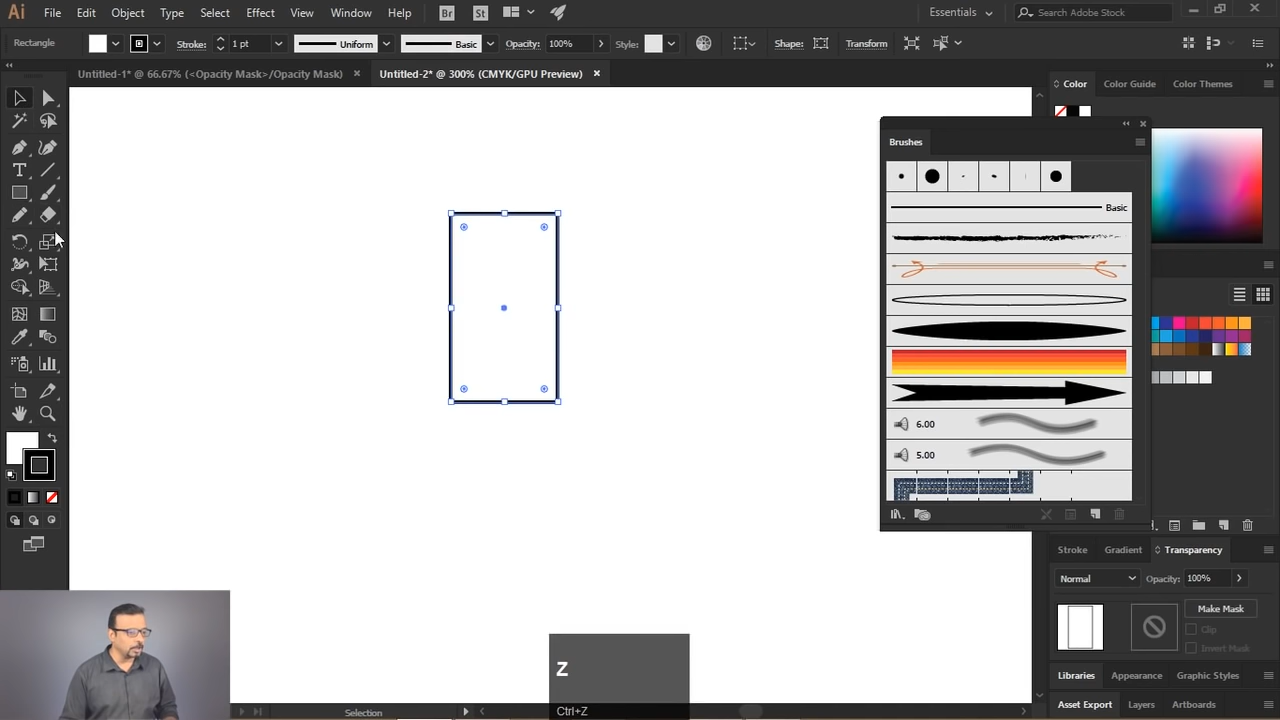 Ai File Edit Object Type Select Effect View Window Help Br St Essentials Search Adobe Stock
Rectangle Stroke: 1 pt Uniform Basic Opacity: 100% Style: Shape: Transform
Untitled-1* @ 66.67% (<Opacity Mask>/Opacity Mask) Untitled-2* @ 300% (CMYK/GPU Preview)
Color Color Guide Color Themes
Brushes
Basic
6.00
5.00
Stroke Gradient Transparency
Normal Opacity: 100%
Make Mask
Clip
Invert Mask
Libraries Appearance Graphic Styles
Asset Export Layers Artboards
Z
Ctrl+Z
Selection